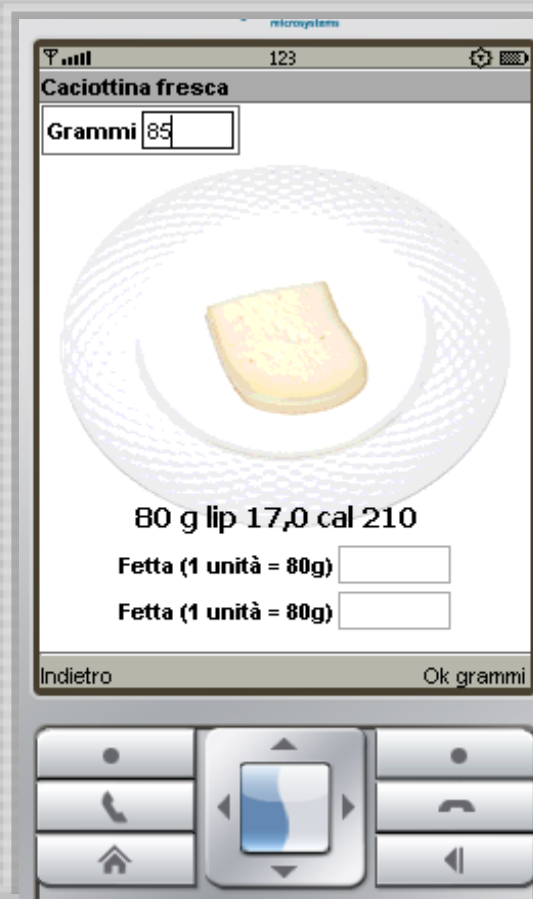 microsystems
123
Caciottina fresca
Grammi 85
80 g lip 17,0 cal 210
Fetta (1 unità = 80g)
Fetta (1 unità = 80g)
Indietro Ok grammi